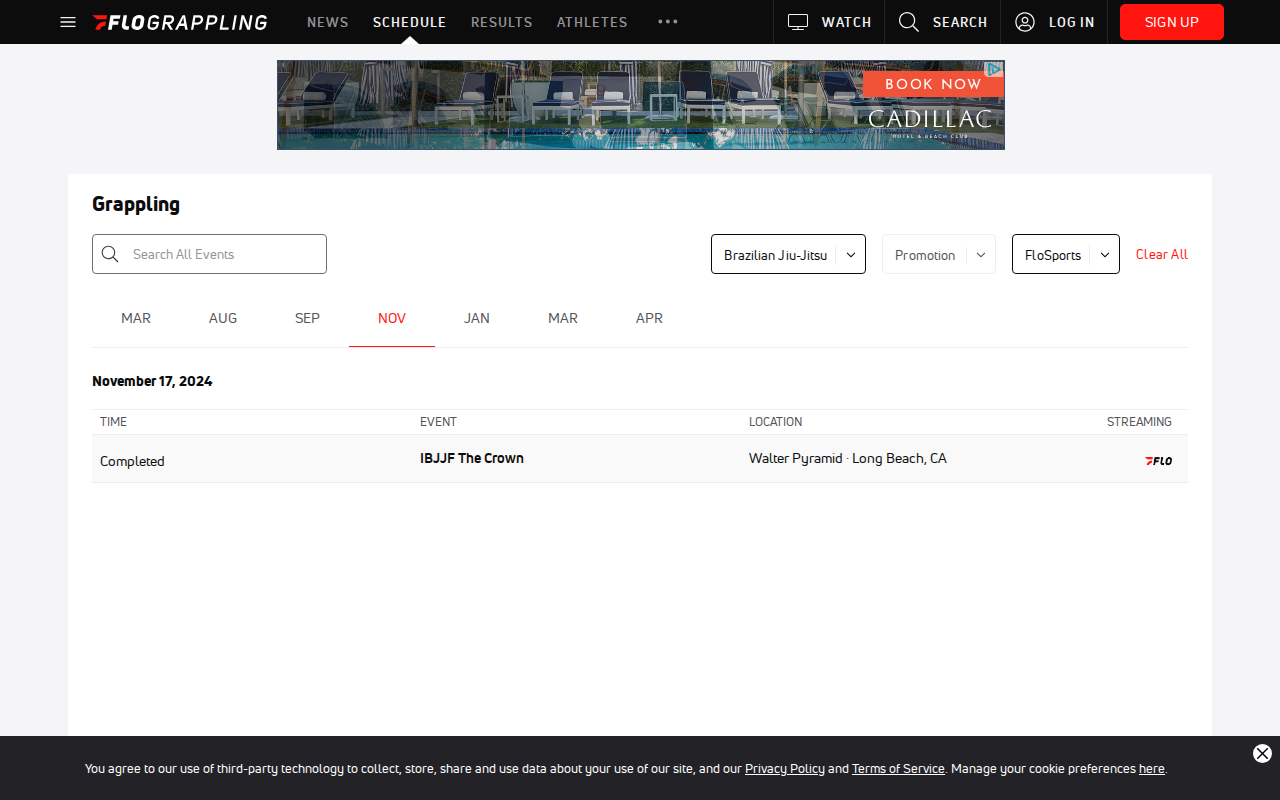 FLOGRAPPLING NEWS SCHEDULE RESULTS ATHLETES WATCH SEARCH LOG IN SIGN UP
BOOK NOW
CADILLAC
HOTEL & BEACH CLUB
Grappling
Search All Events Brazilian Jiu-Jitsu Promotion FloSports Clear All
MAR AUG SEP NOV JAN MAR APR
November 17, 2024
TIME EVENT LOCATION STREAMING
Completed IBJJF The Crown Walter Pyramid · Long Beach, CA FLO
You agree to our use of third-party technology to collect, store, share and use data about your use of our site, and our Privacy Policy and Terms of Service. Manage your cookie preferences here.